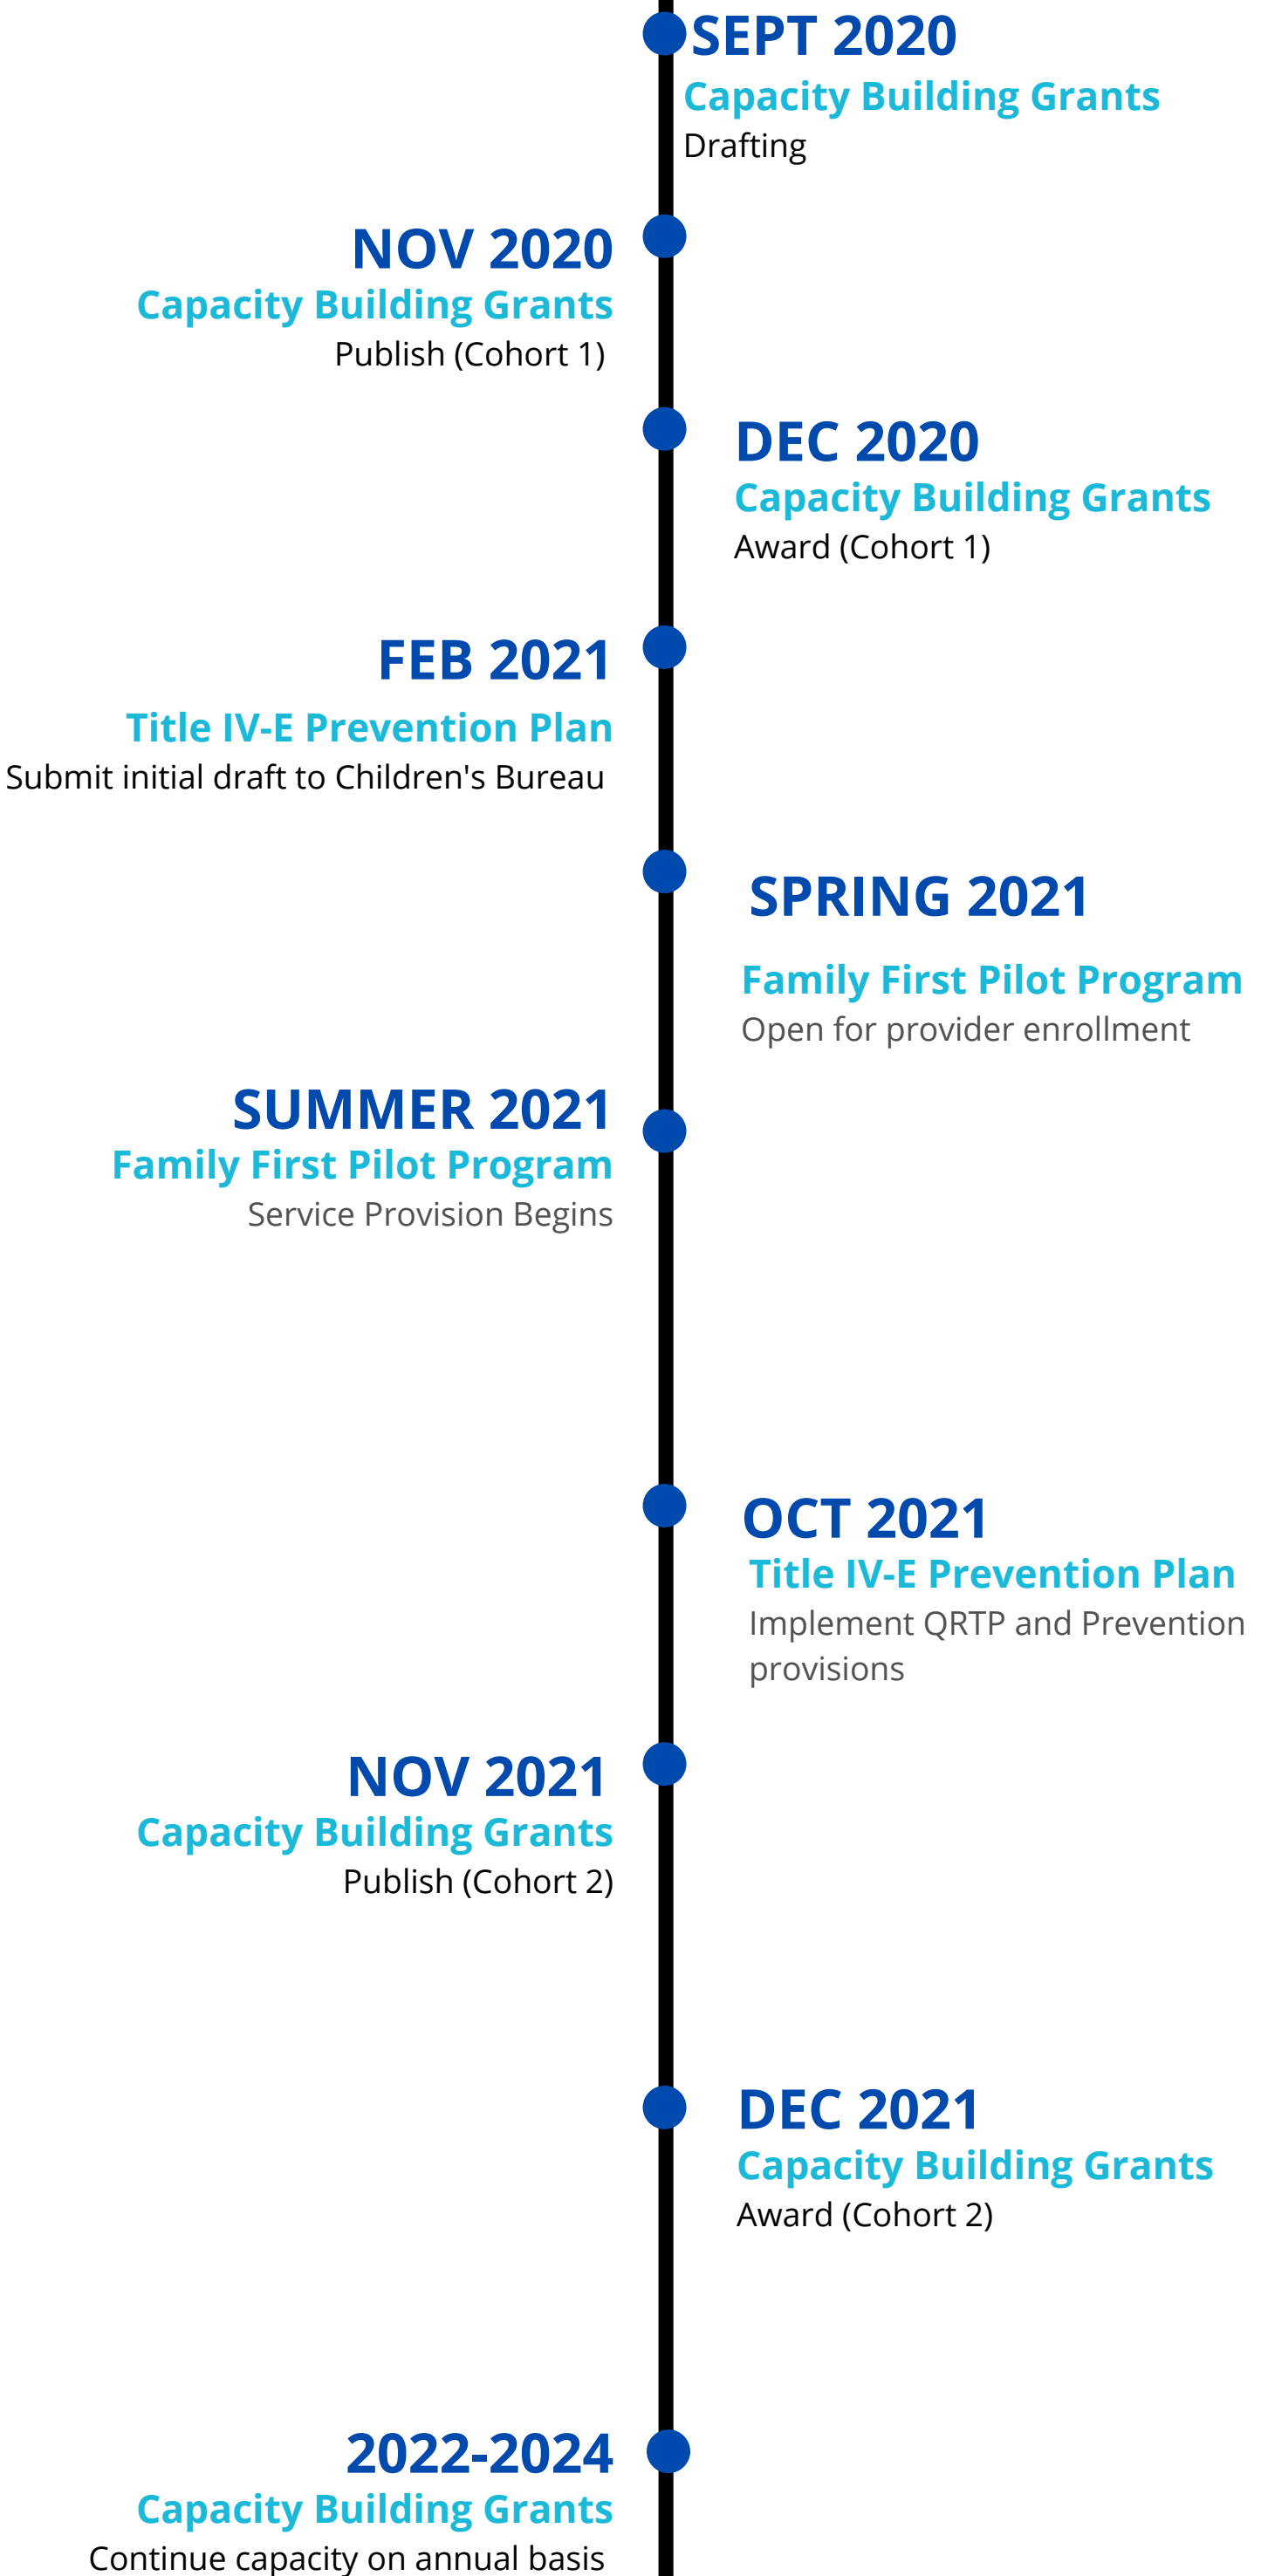 SEPT 2020
Capacity Building Grants
Drafting
NOV 2020
Capacity Building Grants
Publish (Cohort 1)
DEC 2020
Capacity Building Grants
Award (Cohort 1)
FEB 2021
Title IV-E Prevention Plan
Submit initial draft to Children's Bureau
SPRING 2021
Family First Pilot Program
Open for provider enrollment
SUMMER 2021
Family First Pilot Program
Service Provision Begins
OCT 2021
Title IV-E Prevention Plan
Implement QRTP and Prevention
provisions
NOV 2021
Capacity Building Grants
Publish (Cohort 2)
DEC 2021
Capacity Building Grants
Award (Cohort 2)
2022-2024
Capacity Building Grants
Continue capacity on annual basis